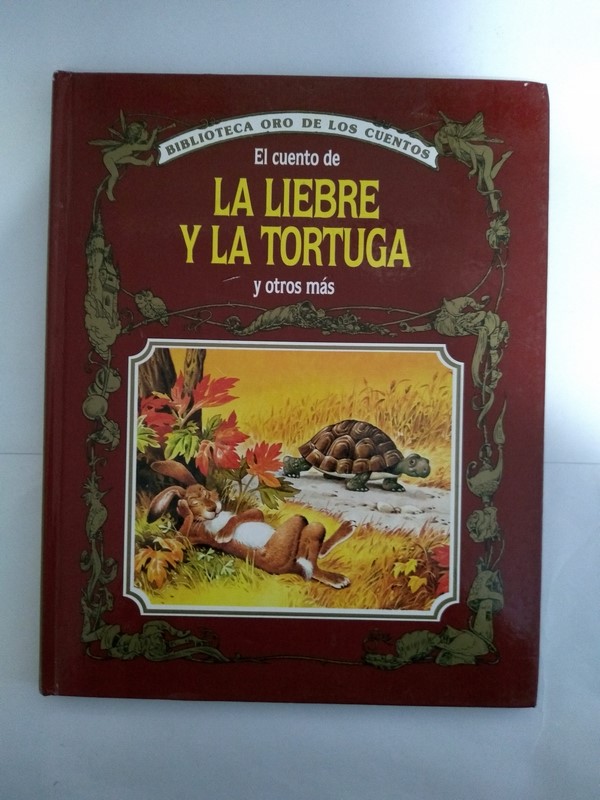 BIBLIOTECA ORO DE LOS CUENTOS
El cuento de
LA LIEBRE
Y LA TORTUGA
y otros más